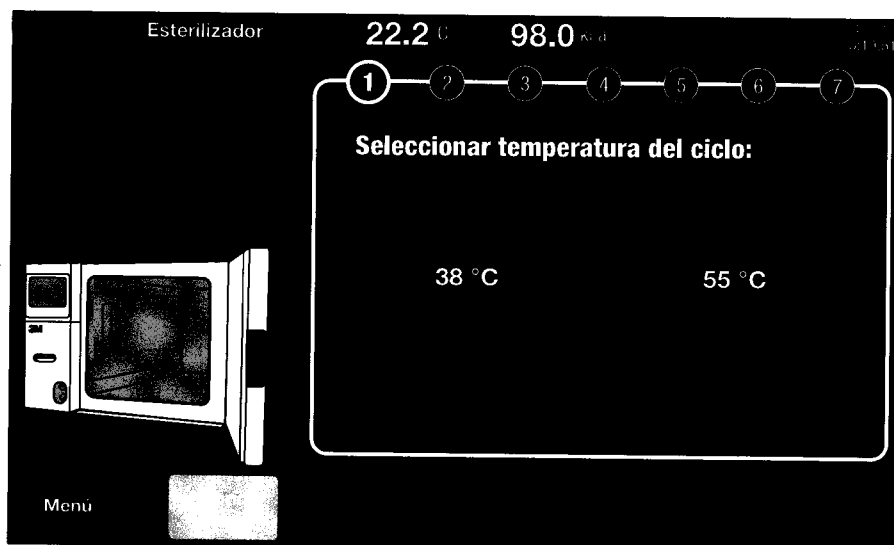 Esterilizador
22.2 C
98.0
1 2 3 4 5 6 7
Seleccionar temperatura del ciclo:
38 °C
55 °C
3M
Menú